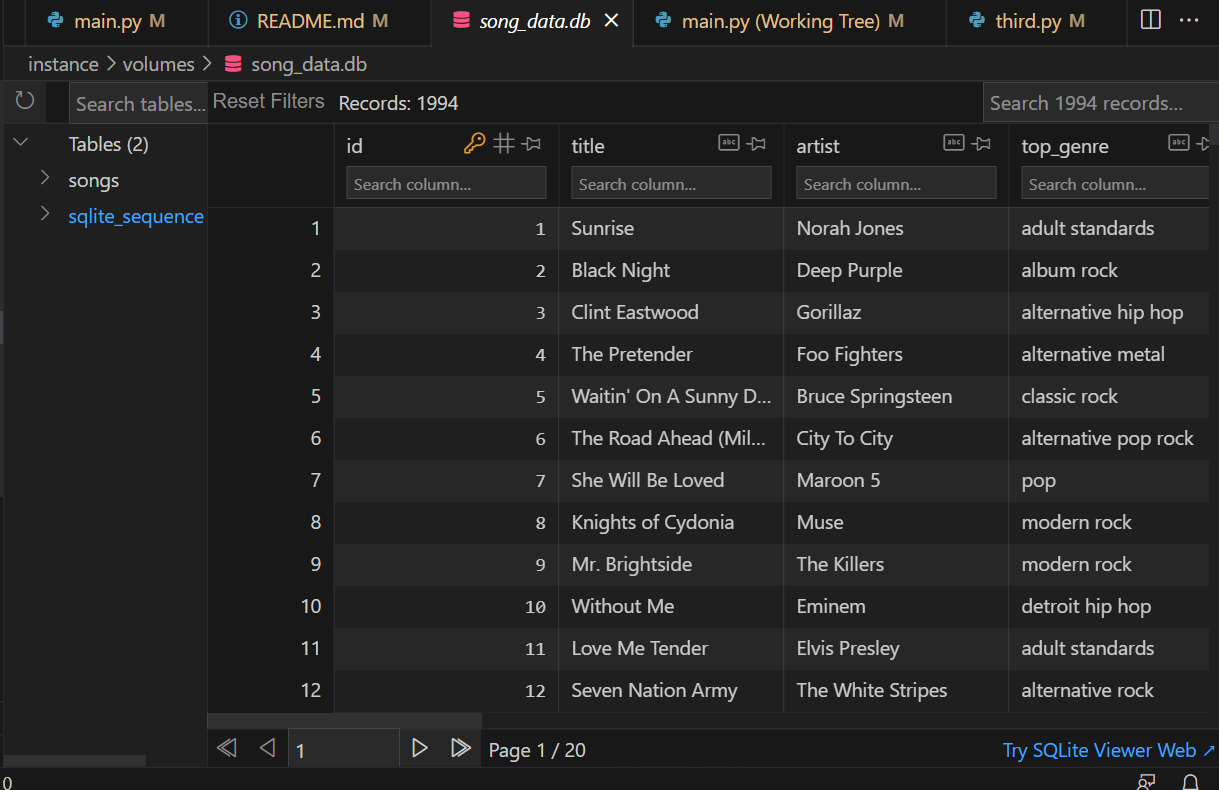 main.py M README.md M song_data.db main.py (Working Tree) M third.py M
instance volumes song_data.db
Search tables... Reset Filters Records: 1994 Search 1994 records...
Tables (2) id title abc artist abc top_genre abc
Search column... Search column... Search column... Search column...
songs
sqlite_sequence
1 1 Sunrise Norah Jones adult standards
2 2 Black Night Deep Purple album rock
3 3 Clint Eastwood Gorillaz alternative hip hop
4 4 The Pretender Foo Fighters alternative metal
5 5 Waitin' On A Sunny D... Bruce Springsteen classic rock
6 6 The Road Ahead (Mil... City To City alternative pop rock
7 7 She Will Be Loved Maroon 5 pop
8 8 Knights of Cydonia Muse modern rock
9 9 Mr. Brightside The Killers modern rock
10 10 Without Me Eminem detroit hip hop
11 11 Love Me Tender Elvis Presley adult standards
12 12 Seven Nation Army The White Stripes alternative rock
1 Page 1 / 20 Try SQLite Viewer Web ↗
0